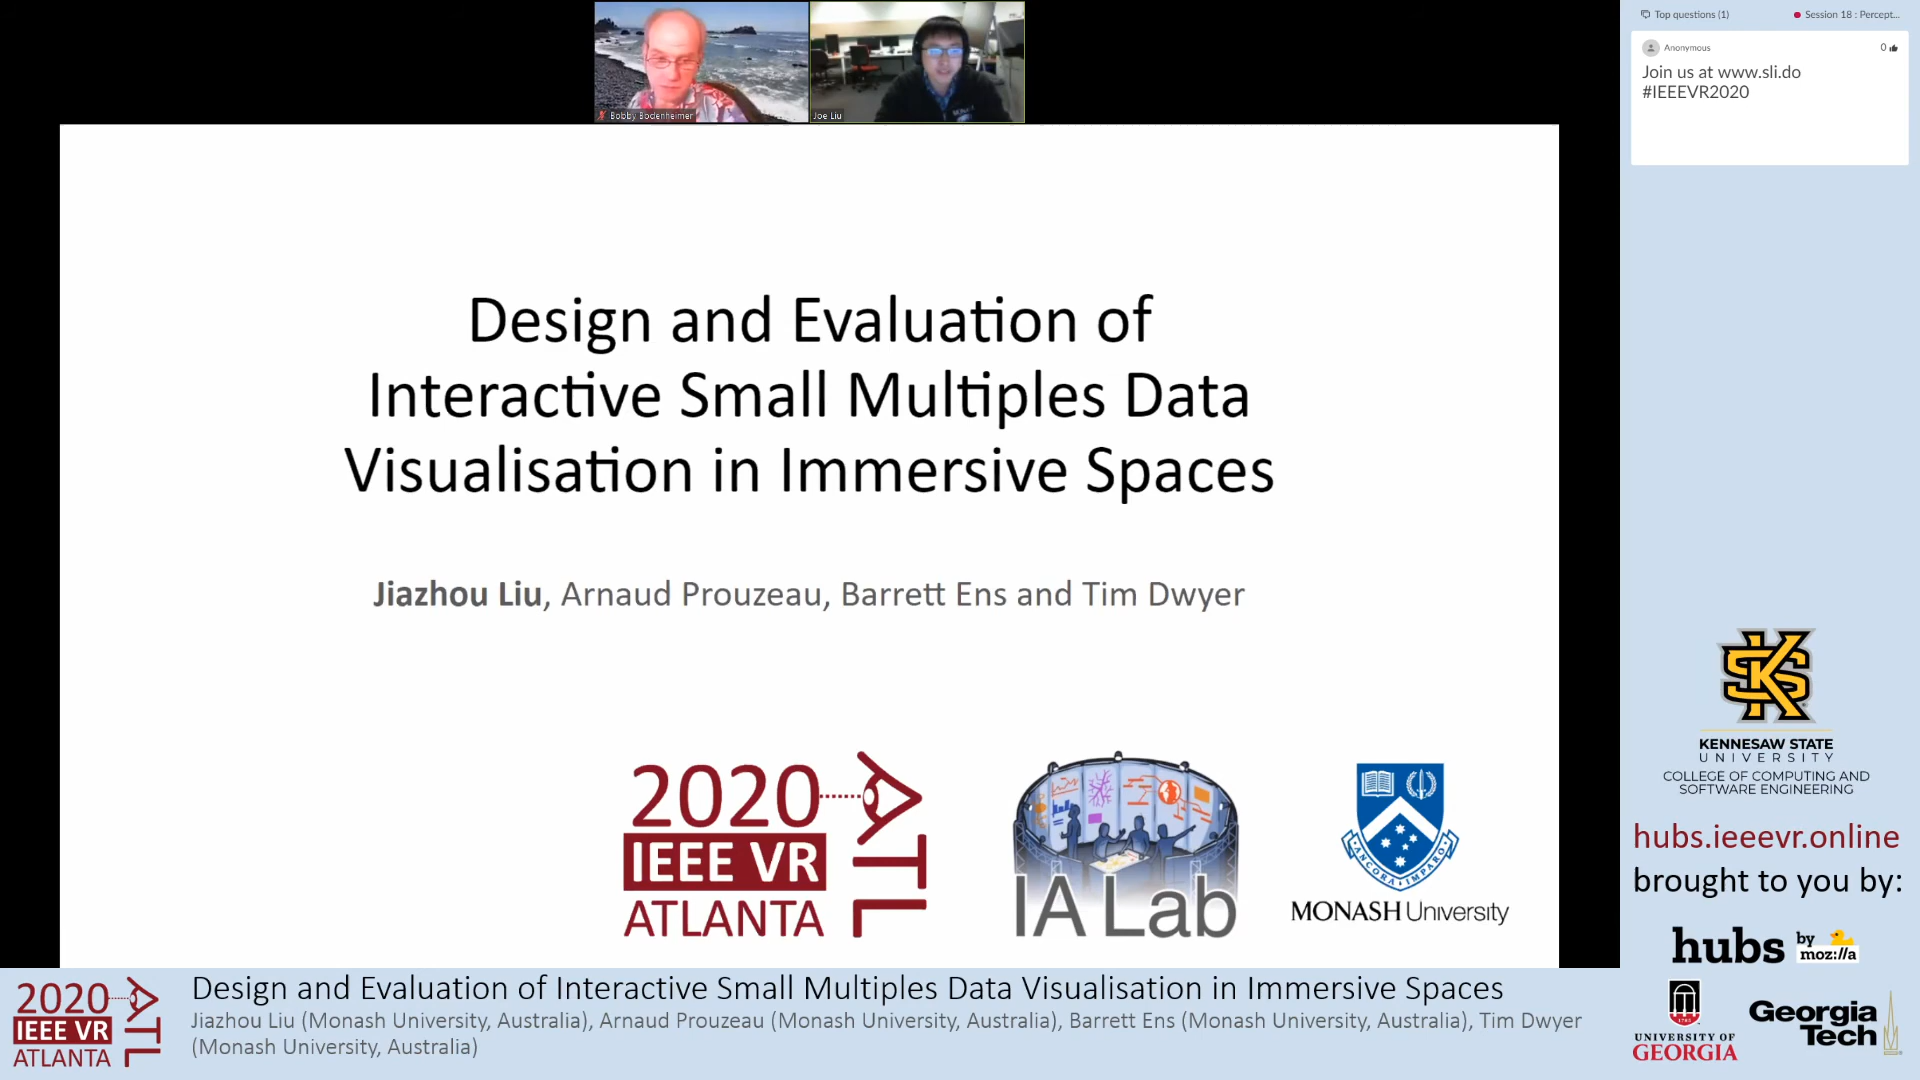 Bobby Bodenheimer
Joe Liu
Top questions (1)
Session 18 : Percept...
Anonymous
0
Join us at www.sli.do
#IEEEVR2020
Design and Evaluation of
Interactive Small Multiples Data
Visualisation in Immersive Spaces
Jiazhou Liu, Arnaud Prouzeau, Barrett Ens and Tim Dwyer
2020
IEEE VR
ATLANTA
ATL
IA Lab
ANCORA IMPARO
MONASH University
KENNESAW STATE
UNIVERSITY
COLLEGE OF COMPUTING AND
SOFTWARE ENGINEERING
hubs.ieeevr.online
brought to you by:
hubs by
moz://a
UNIVERSITY OF
GEORGIA
Georgia
Tech
2020
IEEE VR
ATLANTA
ATL
Design and Evaluation of Interactive Small Multiples Data Visualisation in Immersive Spaces
Jiazhou Liu (Monash University, Australia), Arnaud Prouzeau (Monash University, Australia), Barrett Ens (Monash University, Australia), Tim Dwyer
(Monash University, Australia)